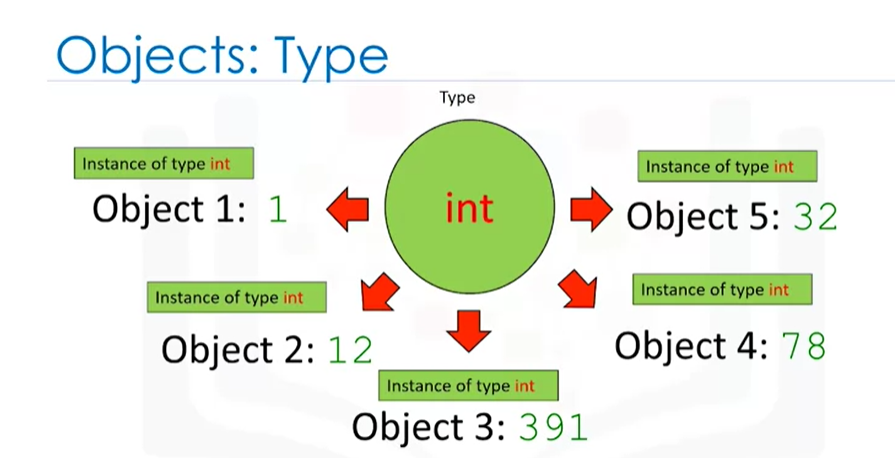 Objects: Type
Type
int
Instance of type int
Object 1: 1
Instance of type int
Object 2: 12
Instance of type int
Object 3: 391
Instance of type int
Object 4: 78
Instance of type int
Object 5: 32